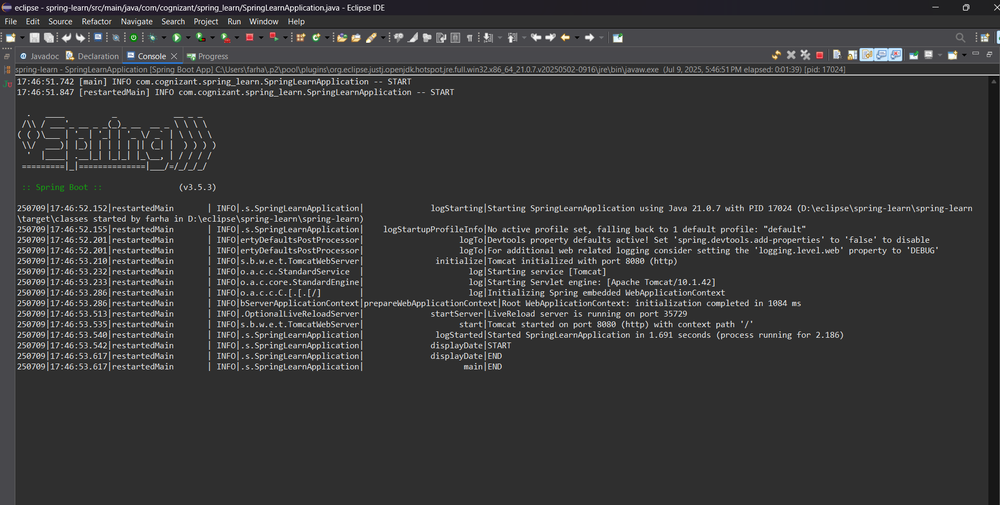 eclipse - spring-learn/src/main/java/com/cognizant/spring_learn/SpringLearnApplication.java - Eclipse IDE
File Edit Source Refactor Navigate Search Project Run Window Help
@ Javadoc Declaration Console Progress
spring-learn - SpringLearnApplication [Spring Boot App] C:\Users\farha\.p2\pool\plugins\org.eclipse.justj.openjdk.hotspot.jre.full.win32.x86_64_21.0.7.v20250502-0916\jre\bin\javaw.exe (Jul 9, 2025, 5:46:51 PM elapsed: 0:01:39) [pid: 17024]
Ju
17:46:51.742 [main] INFO com.cognizant.spring_learn.SpringLearnApplication -- START
17:46:51.847 [restartedMain] INFO com.cognizant.spring_learn.SpringLearnApplication -- START
  .   ____          _            __ _ _
 /\\ / ___'_ __ _ _(_)_ __  __ _ \ \ \ \
( ( )\___ | '_ | '_| | '_ \/ _` | \ \ \ \
 \\/  ___)| |_)| | | | | || (_| |  ) ) ) )
  '  |____| .__|_| |_|_| |_\__, | / / / /
 =========|_|==============|___/=/_/_/_/
 :: Spring Boot ::                (v3.5.3)
250709|17:46:52.152|restartedMain       | INFO|.s.SpringLearnApplication|              logStarting|Starting SpringLearnApplication using Java 21.0.7 with PID 17024 (D:\eclipse\spring-learn\spring-learn
\target\classes started by farha in D:\eclipse\spring-learn\spring-learn)
250709|17:46:52.155|restartedMain       | INFO|.s.SpringLearnApplication|    logStartupProfileInfo|No active profile set, falling back to 1 default profile: "default"
250709|17:46:52.201|restartedMain       | INFO|ertyDefaultsPostProcessor|                    logTo|Devtools property defaults active! Set 'spring.devtools.add-properties' to 'false' to disable
250709|17:46:52.201|restartedMain       | INFO|ertyDefaultsPostProcessor|                    logTo|For additional web related logging consider setting the 'logging.level.web' property to 'DEBUG'
250709|17:46:53.210|restartedMain       | INFO|s.b.w.e.t.TomcatWebServer|               initialize|Tomcat initialized with port 8080 (http)
250709|17:46:53.232|restartedMain       | INFO|o.a.c.c.StandardService  |                      log|Starting service [Tomcat]
250709|17:46:53.233|restartedMain       | INFO|o.a.c.core.StandardEngine|                      log|Starting Servlet engine: [Apache Tomcat/10.1.42]
250709|17:46:53.286|restartedMain       | INFO|o.a.c.c.C.[.[.[/]        |                      log|Initializing Spring embedded WebApplicationContext
250709|17:46:53.286|restartedMain       | INFO|bServerApplicationContext|prepareWebApplicationContext|Root WebApplicationContext: initialization completed in 1084 ms
250709|17:46:53.513|restartedMain       | INFO|.OptionalLiveReloadServer|              startServer|LiveReload server is running on port 35729
250709|17:46:53.535|restartedMain       | INFO|s.b.w.e.t.TomcatWebServer|                    start|Tomcat started on port 8080 (http) with context path '/'
250709|17:46:53.540|restartedMain       | INFO|.s.SpringLearnApplication|               logStarted|Started SpringLearnApplication in 1.691 seconds (process running for 2.186)
250709|17:46:53.542|restartedMain       | INFO|.s.SpringLearnApplication|              displayDate|START
250709|17:46:53.617|restartedMain       | INFO|.s.SpringLearnApplication|              displayDate|END
250709|17:46:53.617|restartedMain       | INFO|.s.SpringLearnApplication|                     main|END